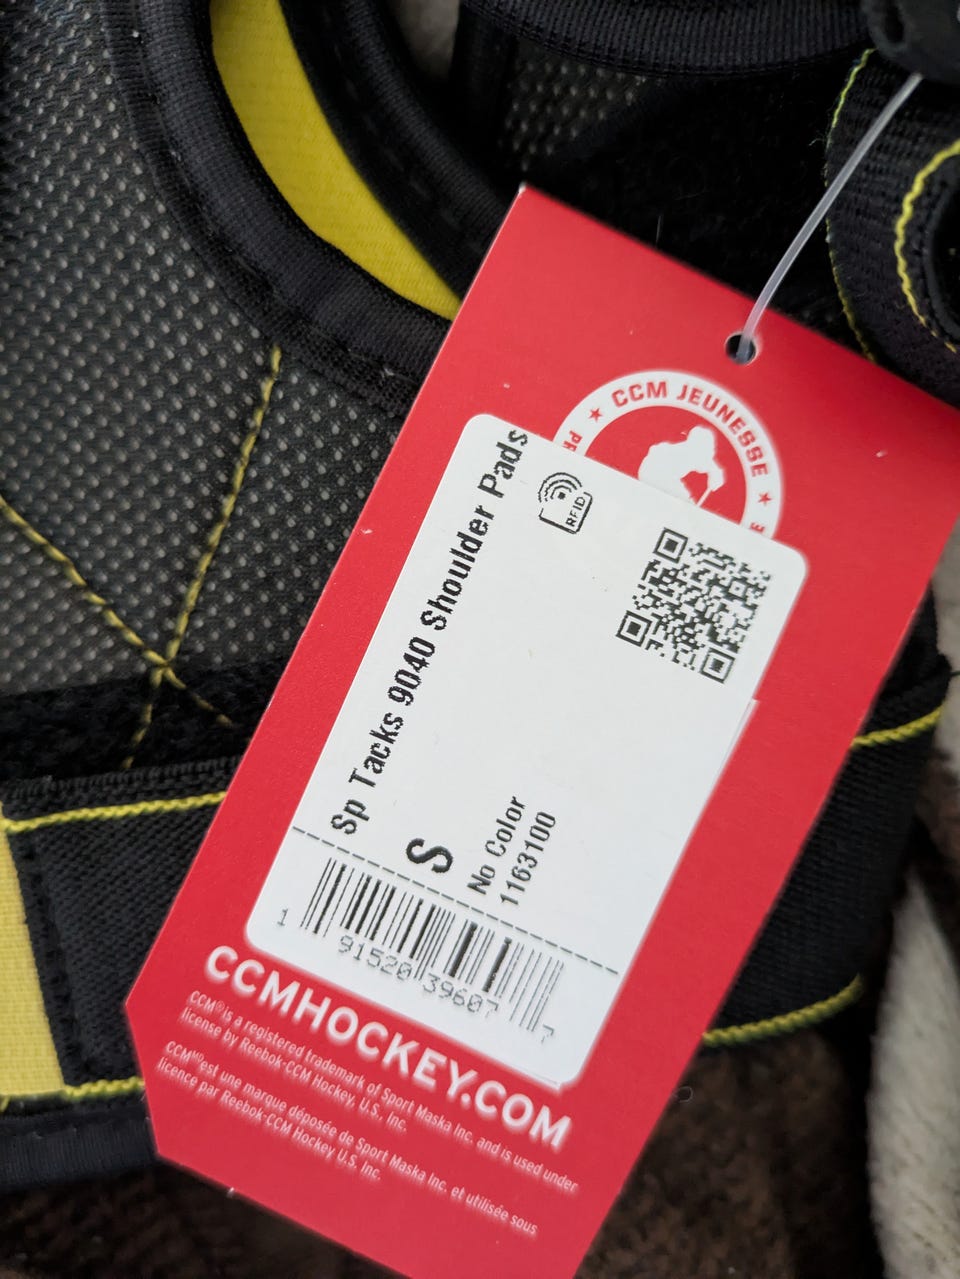 CCM JEUNESSE
RFID
Sp Tacks 9040 Shoulder Pads
S
No Color
1163100
1 91520 39607 7
CCMHOCKEY.COM
CCM® is a registered trademark of Sport Maska Inc. and is used under
license by Reebok-CCM Hockey, U.S. Inc.
CCMᴹᴰ est une marque déposée de Sport Maska Inc. et utilisée sous
licence par Reebok-CCM Hockey U.S. Inc.